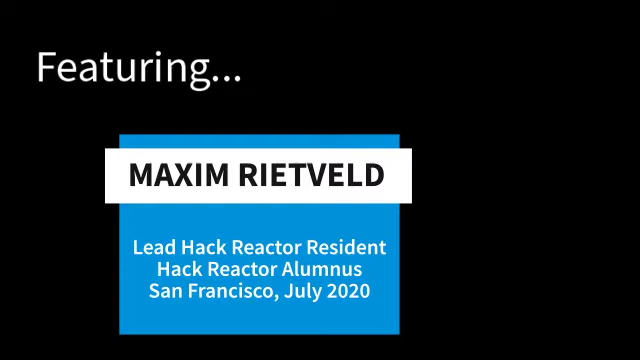 Featuring...
MAXIM RIETVELD
Lead Hack Reactor Resident
Hack Reactor Alumnus
San Francisco, July 2020